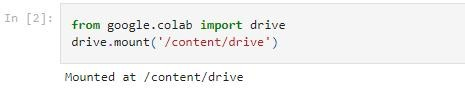 In [2]:
from google.colab import drive
drive.mount('/content/drive')
Mounted at /content/drive